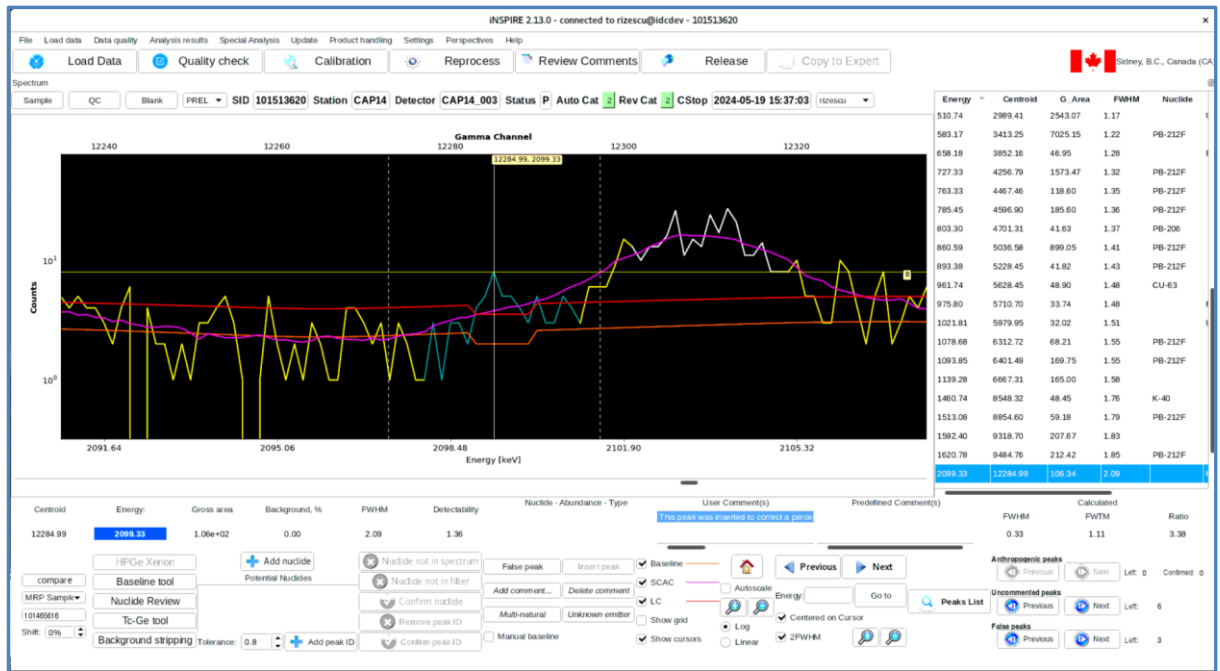 iNSPIRE 2.13.0 - connected to rizescu@idcdev - 101513620
×
File Load data Data quality Analysis results Special Analysis Update Product handling Settings Perspectives Help
Load Data Quality check Calibration Reprocess Review Comments Release Copy to Expert Sidney, B.C., Canada (CA
Spectrum
Sample QC Blank PREL SID 101513620 Station CAP14 Detector CAP14_003 Status P Auto Cat 2 Rev Cat 2 CStop 2024-05-19 15:37:03 rizescu
Gamma Channel
12240 12260 12280 12300 12320
12284.99, 2099.33
B
Counts
10¹
10⁰
2091.64 2095.06 2098.48 2101.90 2105.32
Energy [keV]
Energy Centroid G_Area FWHM Nuclide
510.74 2989.41 2543.07 1.17
583.17 3413.25 7025.15 1.22 PB-212F
658.18 3852.16 46.95 1.28
727.33 4256.79 1573.47 1.32 PB-212F
763.33 4467.46 118.60 1.35 PB-212F
785.45 4596.90 185.60 1.36 PB-212F
803.30 4701.31 41.63 1.37 PB-206
860.59 5036.58 899.05 1.41 PB-212F
893.38 5228.45 41.82 1.43 PB-212F
961.74 5628.45 48.90 1.48 CU-63
975.80 5710.70 33.74 1.48
1021.81 5979.95 32.02 1.51
1078.68 6312.72 68.21 1.55 PB-212F
1093.85 6401.49 169.75 1.55 PB-212F
1139.28 6667.31 165.00 1.58
1460.74 8548.32 48.45 1.76 K-40
1513.08 8854.60 59.18 1.79 PB-212F
1592.40 9318.70 207.67 1.83
1620.78 9484.76 212.42 1.85 PB-212F
2099.33 12284.99 106.34 2.09
Centroid Energy: Gross area Background, % FWHM Detectability
12284.99 2099.33 1.06e+02 0.00 2.09 1.36
Nuclide - Abundance - Type
User Comment(s)
This peak was inserted to correct a perce
Predefined Comment(s)
Calculated
FWHM FWTM Ratio
0.33 1.11 3.38
compare
MRP Sample
101465616
Shift: 0%
HPGe Xenon
Baseline tool
Nuclide Review
Tc-Ge tool
Background stripping
Add nuclide
Potential Nuclides
Tolerance: 0.8 Add peak ID
Nuclide not in spectrum
Nuclide not in filter
Confirm nuclide
Remove peak ID
Confirm peak ID
False peak Insert peak
Add comment... Delete comment
Multi-natural Unknown emitter
Manual baseline
Baseline
SCAC
LC
Show grid
Show cursors
Previous Next
Autoscale Energy: Go to
Log
Linear
Centered on Cursor
2FWHM
Peaks List
Anthropogenic peaks
Previous Next Left: 0 Confirmed: 0
Uncommented peaks
Previous Next Left: 6
False peaks
Previous Next Left: 3